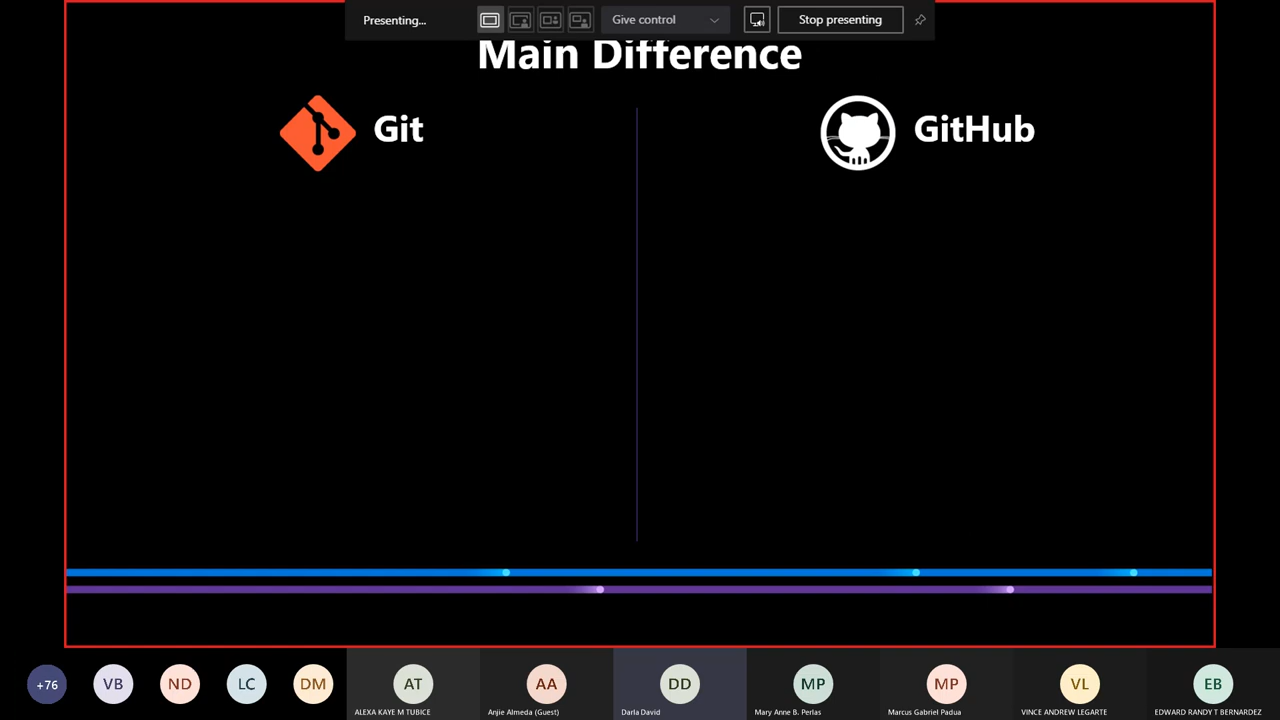 Presenting...
Give control
Stop presenting
Main Difference
Git
GitHub
+76
VB
ND
LC
DM
AT
ALEXA KAYE M TUBICE
AA
Anjie Almeda (Guest)
DD
Darla David
MP
Mary Anne B. Perlas
MP
Marcus Gabriel Padua
VL
VINCE ANDREW LEGARTE
EB
EDWARD RANDY T BERNARDEZ